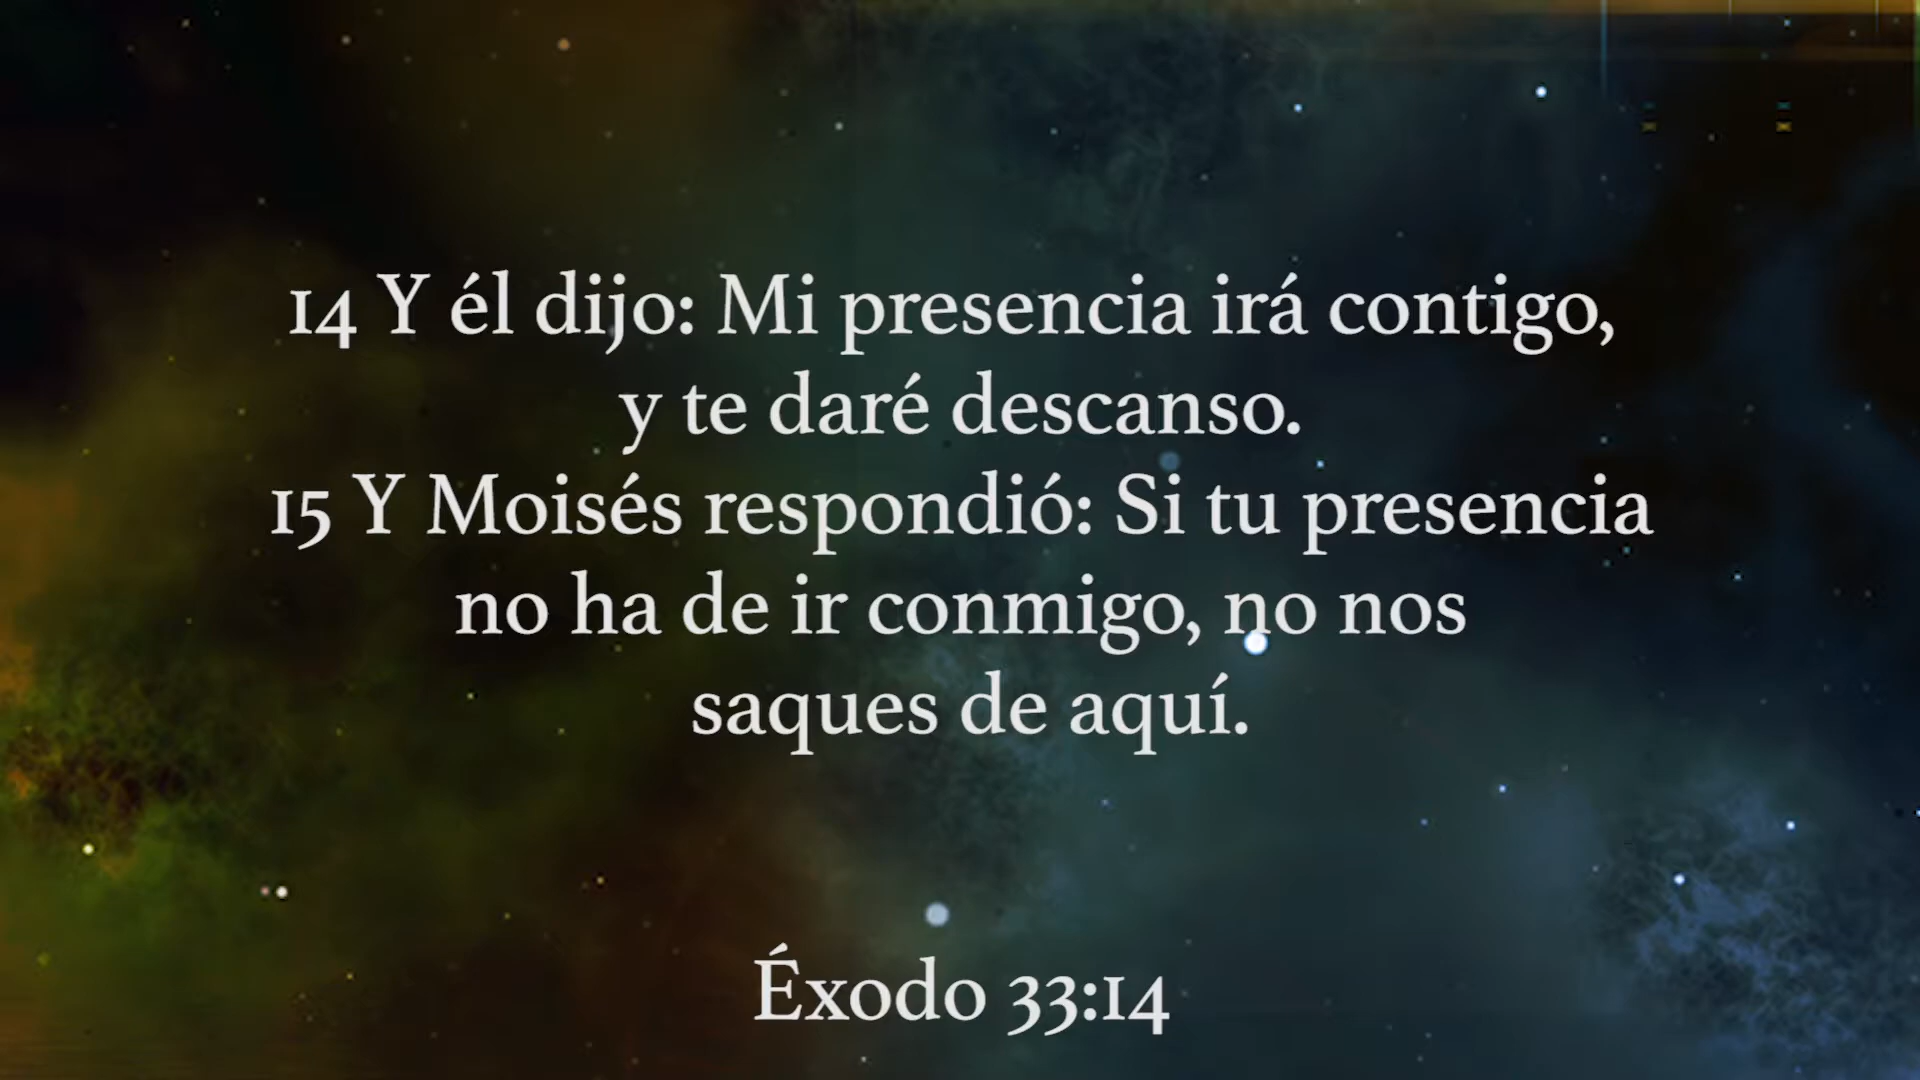 14 Y él dijo: Mi presencia irá contigo,
y te daré descanso.
15 Y Moisés respondió: Si tu presencia
no ha de ir conmigo, no nos
saques de aquí.
Éxodo 33:14